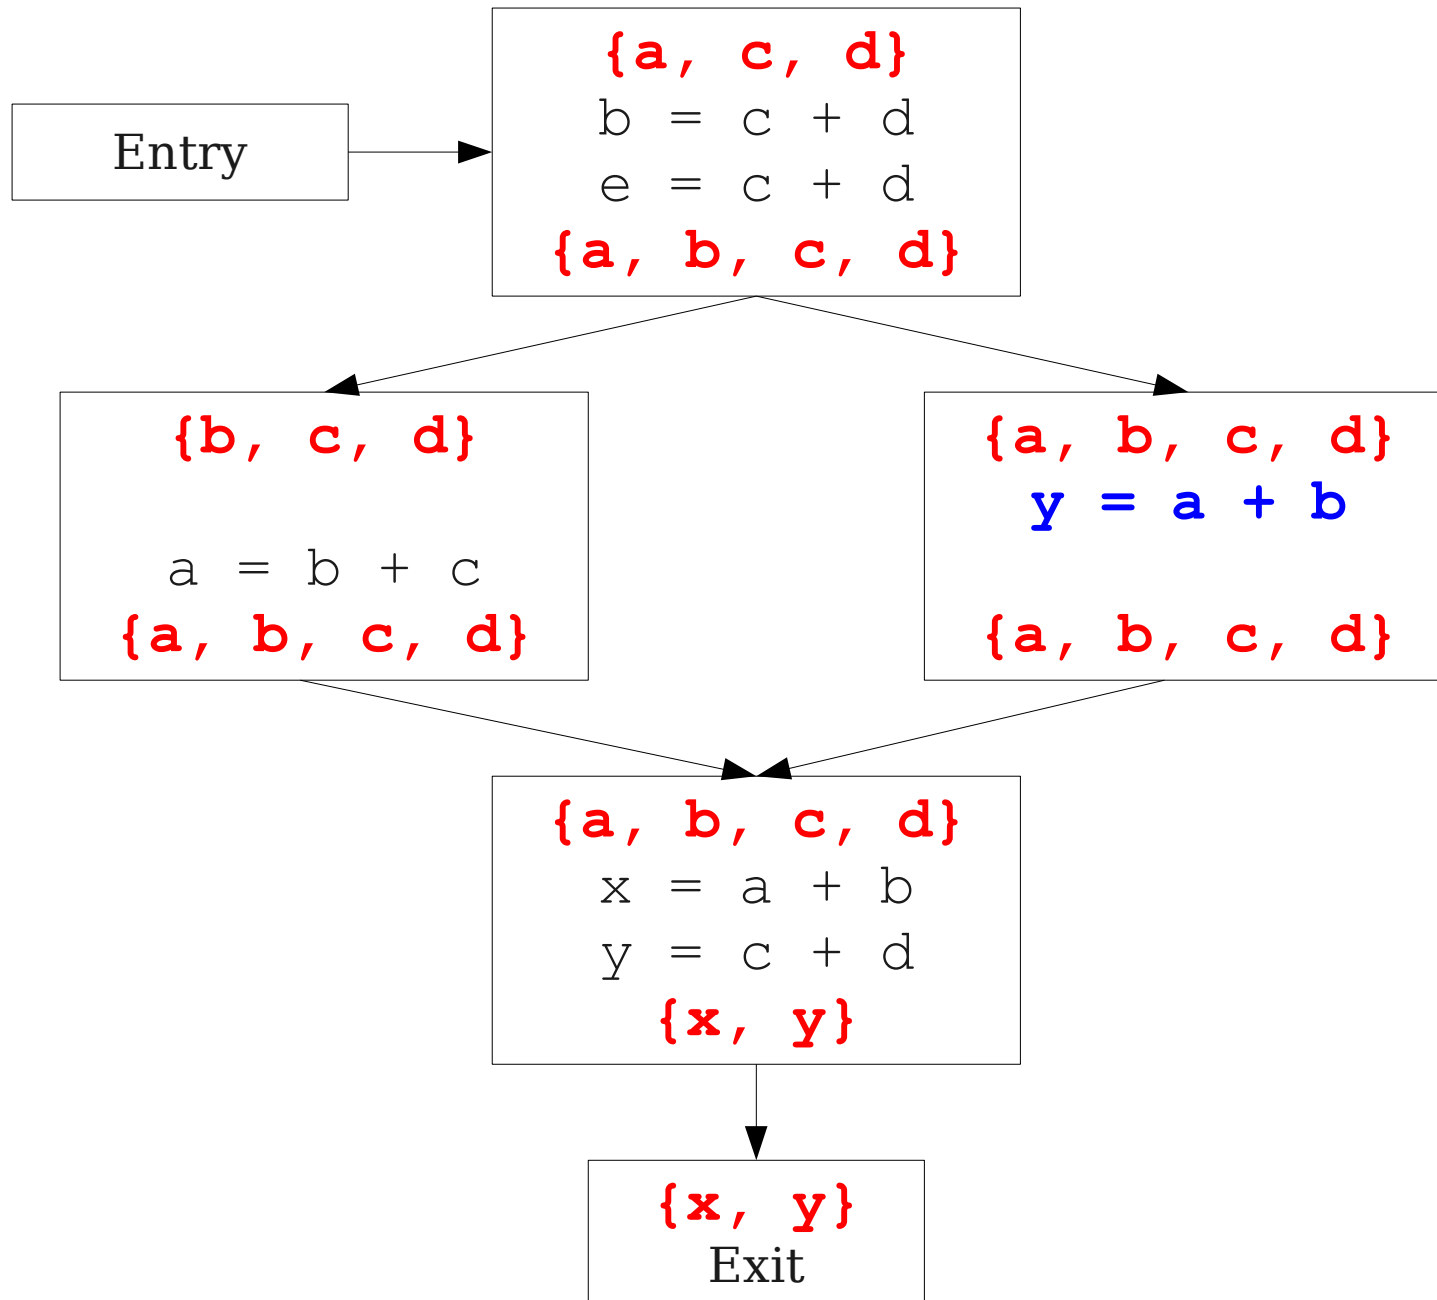 Entry
{a, c, d}
b = c + d
e = c + d
{a, b, c, d}
{b, c, d}
a = b + c
{a, b, c, d}
{a, b, c, d}
y = a + b
{a, b, c, d}
{a, b, c, d}
x = a + b
y = c + d
{x, y}
{x, y}
Exit